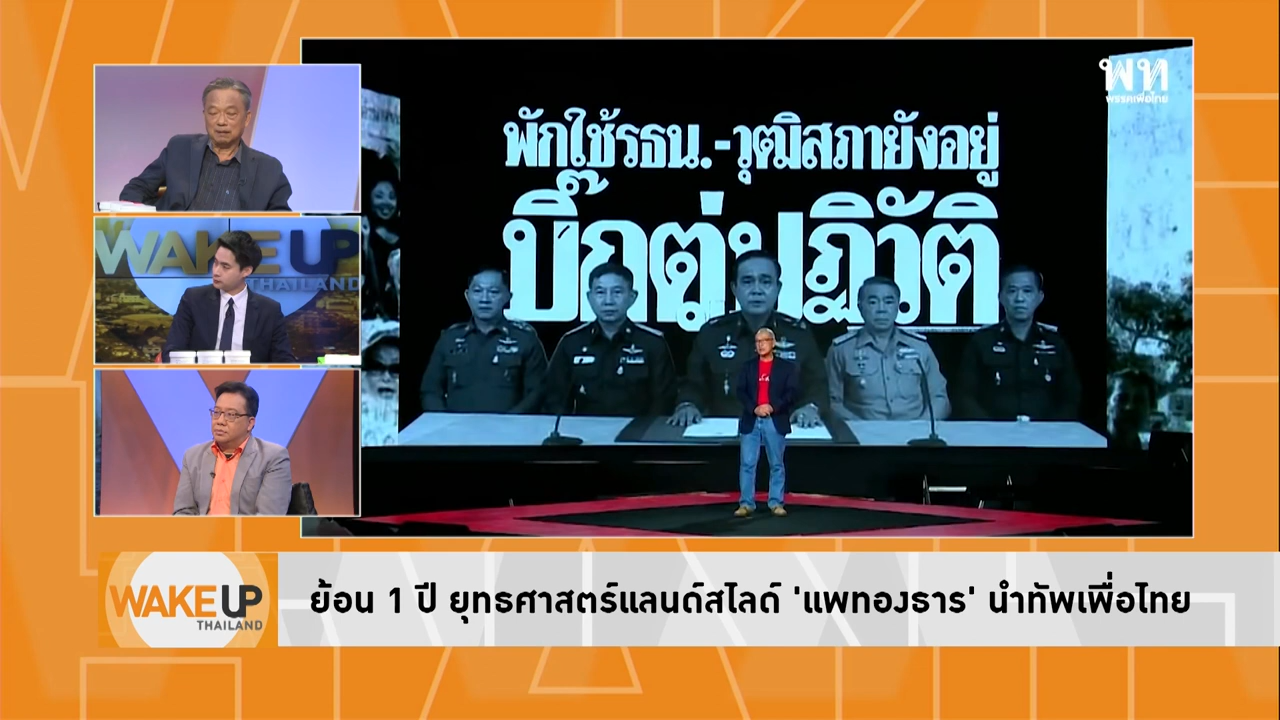 พท
พรรคเพื่อไทย
พักใช้รธน.-วุฒิสภายังอยู่
บิ๊กตู่ปฏิวัติ
WAKE UP
THAILAND
WAKE UP
THAILAND
ย้อน 1 ปี ยุทธศาสตร์แลนด์สไลด์ 'แพทองธาร' นำทัพเพื่อไทย